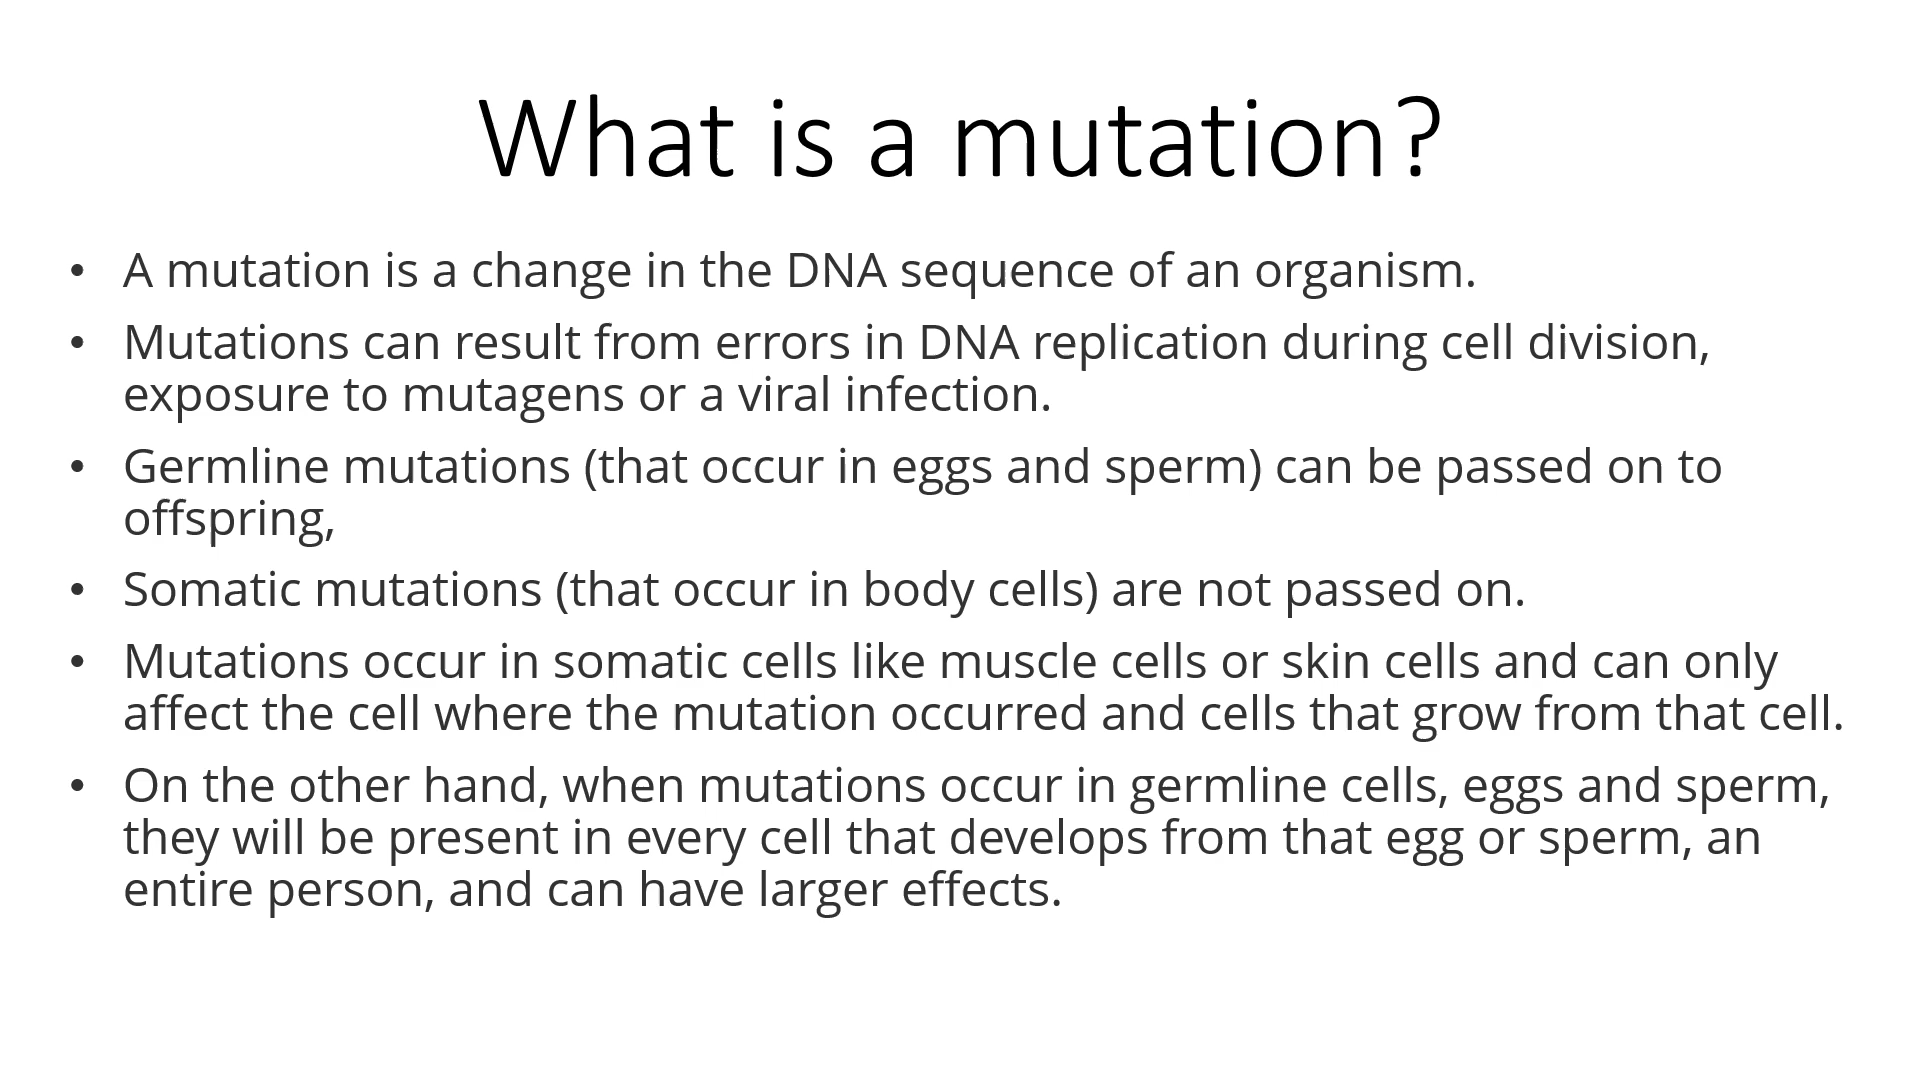 What is a mutation?
• A mutation is a change in the DNA sequence of an organism.
• Mutations can result from errors in DNA replication during cell division,
exposure to mutagens or a viral infection.
• Germline mutations (that occur in eggs and sperm) can be passed on to
offspring,
• Somatic mutations (that occur in body cells) are not passed on.
• Mutations occur in somatic cells like muscle cells or skin cells and can only
affect the cell where the mutation occurred and cells that grow from that cell.
• On the other hand, when mutations occur in germline cells, eggs and sperm,
they will be present in every cell that develops from that egg or sperm, an
entire person, and can have larger effects.